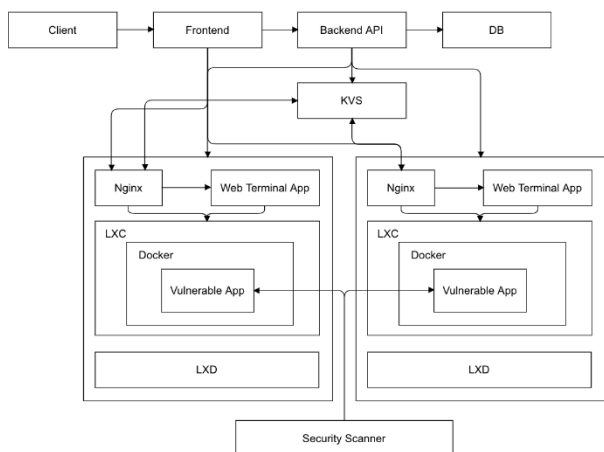 Client
Frontend
Backend API
DB
KVS
Nginx
Web Terminal App
LXC
Docker
Vulnerable App
LXD
Nginx
Web Terminal App
LXC
Docker
Vulnerable App
LXD
Security Scanner